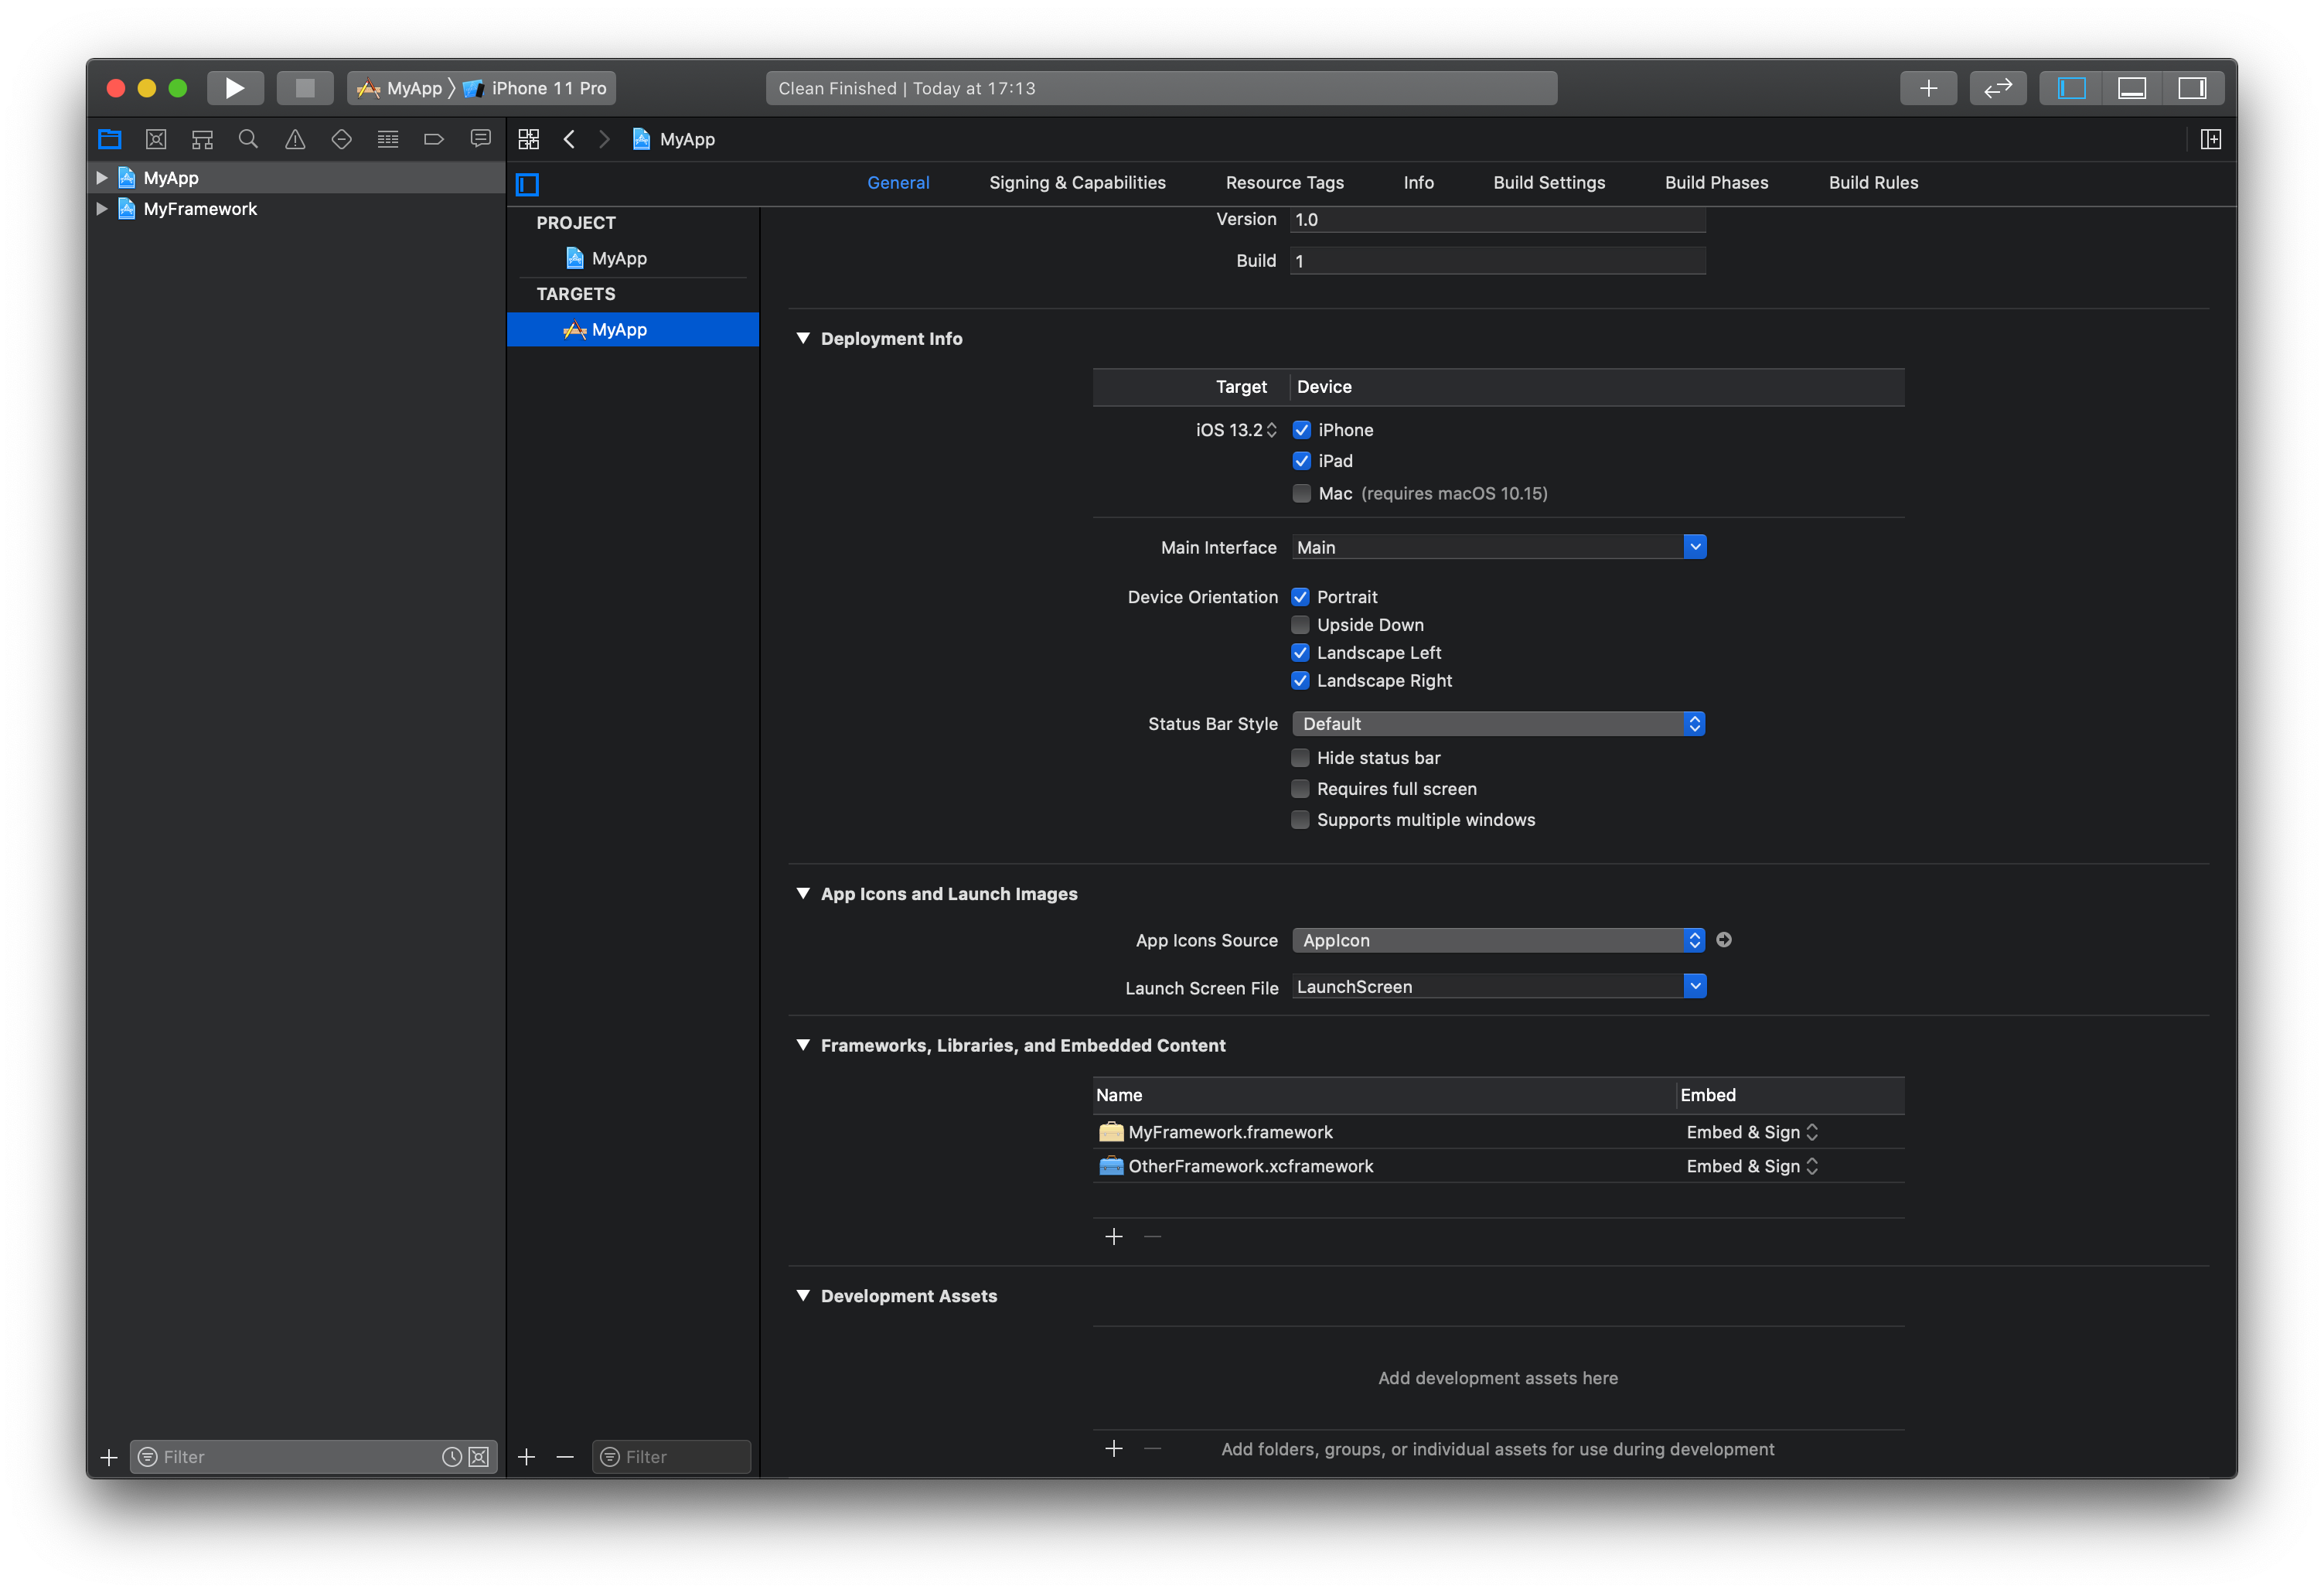 MyApp iPhone 11 Pro
Clean Finished | Today at 17:13
MyApp
MyApp
MyFramework
Filter
General Signing & Capabilities Resource Tags Info Build Settings Build Phases Build Rules
PROJECT
MyApp
TARGETS
MyApp
Filter
Version 1.0
Build 1
Deployment Info
Target Device
iOS 13.2 iPhone
iPad
Mac (requires macOS 10.15)
Main Interface Main
Device Orientation Portrait
Upside Down
Landscape Left
Landscape Right
Status Bar Style Default
Hide status bar
Requires full screen
Supports multiple windows
App Icons and Launch Images
App Icons Source AppIcon
Launch Screen File LaunchScreen
Frameworks, Libraries, and Embedded Content
Name Embed
MyFramework.framework Embed & Sign
OtherFramework.xcframework Embed & Sign
Development Assets
Add development assets here
Add folders, groups, or individual assets for use during development